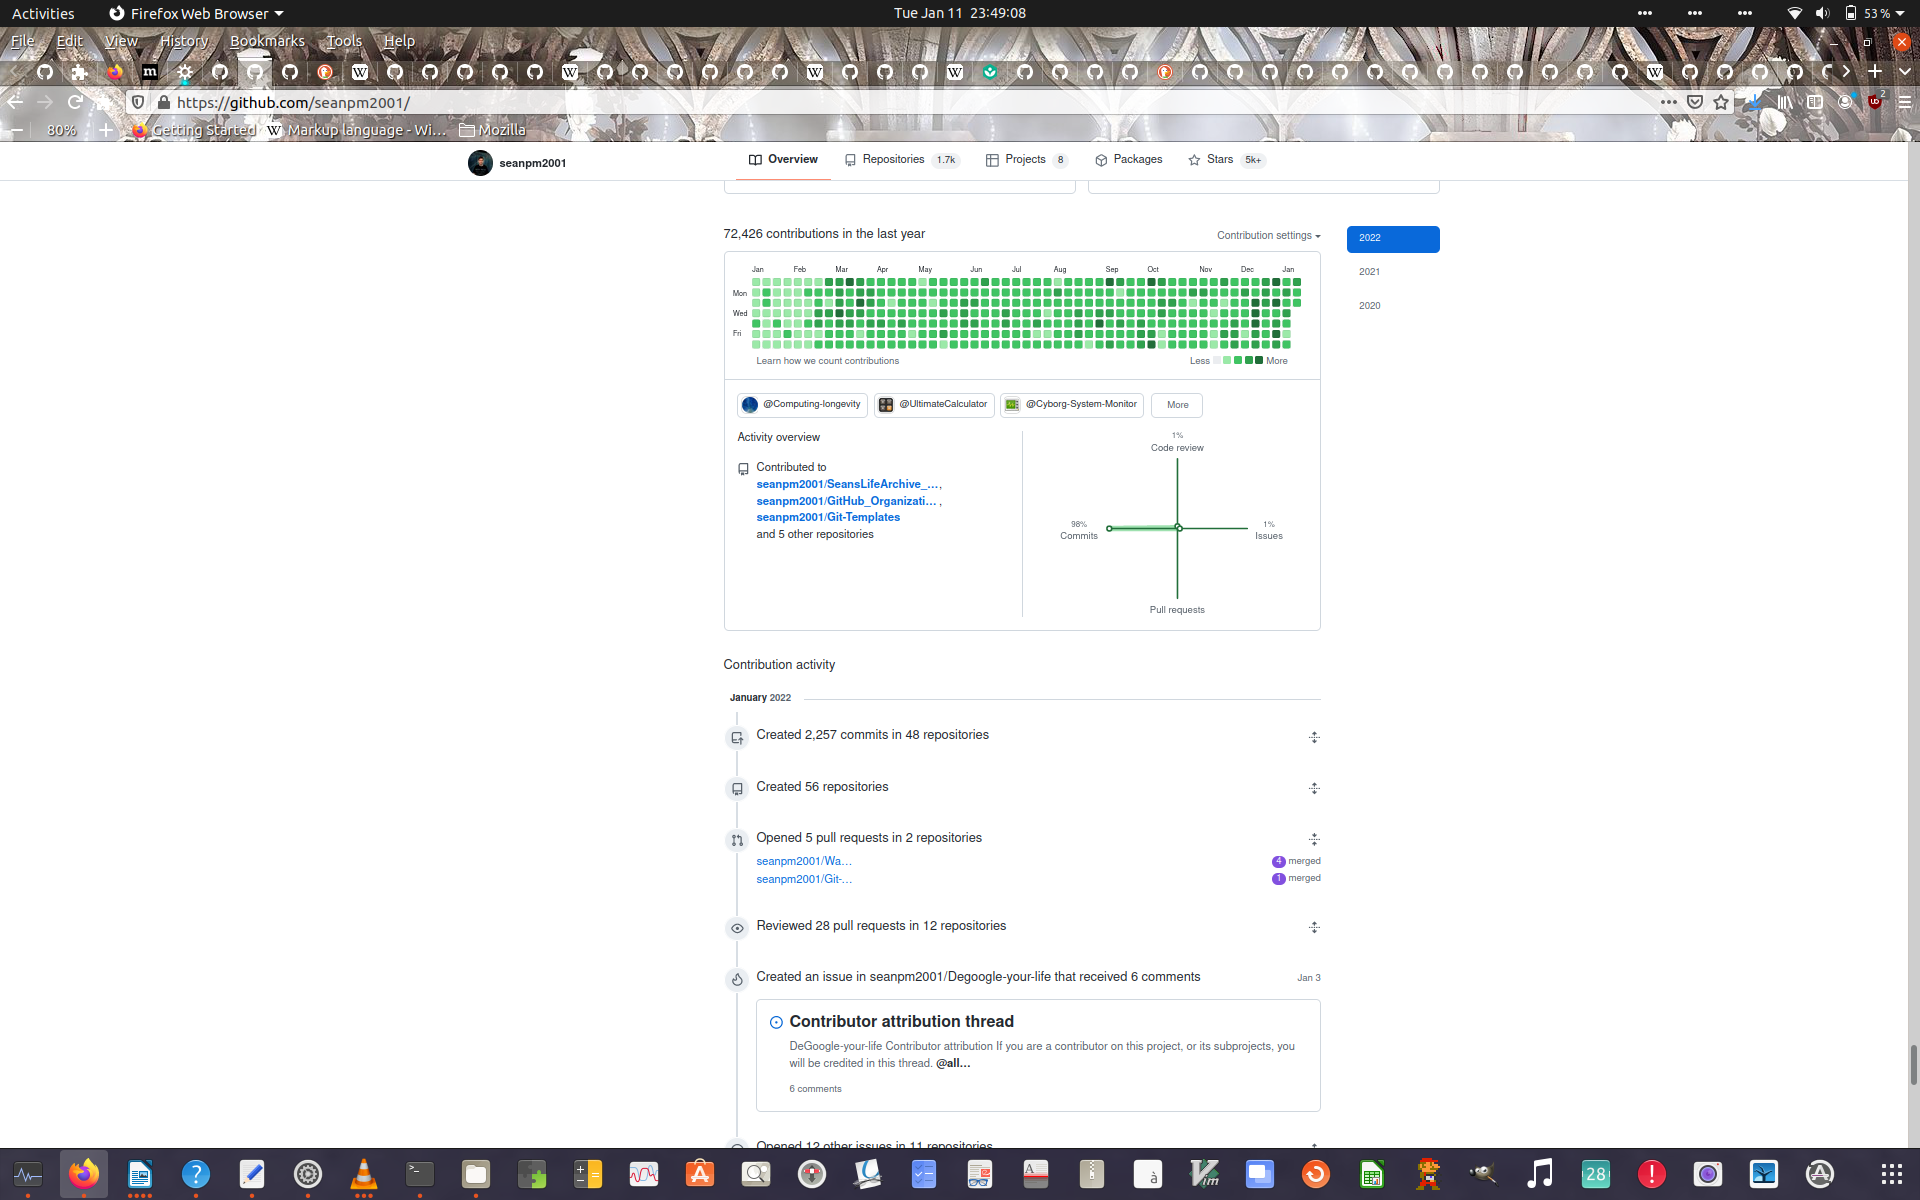 Activities
Firefox Web Browser
Tue Jan 11 23:49:08
53 %
File Edit View History Bookmarks Tools Help
https://github.com/seanpm2001/
2
80%
Getting Started
Markup language - Wi...
Mozilla
seanpm2001
Overview
Repositories 1.7k
Projects 8
Packages
Stars 5k+
72,426 contributions in the last year
Contribution settings
2022
2021
2020
Jan Feb Mar Apr May Jun Jul Aug Sep Oct Nov Dec Jan
Mon
Wed
Fri
Learn how we count contributions
Less More
@Computing-longevity
@UltimateCalculator
@Cyborg-System-Monitor
More
Activity overview
Contributed to
seanpm2001/SeansLifeArchive_...,
seanpm2001/GitHub_Organizati... ,
seanpm2001/Git-Templates
and 5 other repositories
1%
Code review
98%
Commits
1%
Issues
Pull requests
Contribution activity
January 2022
Created 2,257 commits in 48 repositories
Created 56 repositories
Opened 5 pull requests in 2 repositories
seanpm2001/Wa...
4 merged
seanpm2001/Git-...
1 merged
Reviewed 28 pull requests in 12 repositories
Created an issue in seanpm2001/Degoogle-your-life that received 6 comments
Jan 3
Contributor attribution thread
DeGoogle-your-life Contributor attribution If you are a contributor on this project, or its subprojects, you
will be credited in this thread. @all...
6 comments
Opened 12 other issues in 11 repositories
28